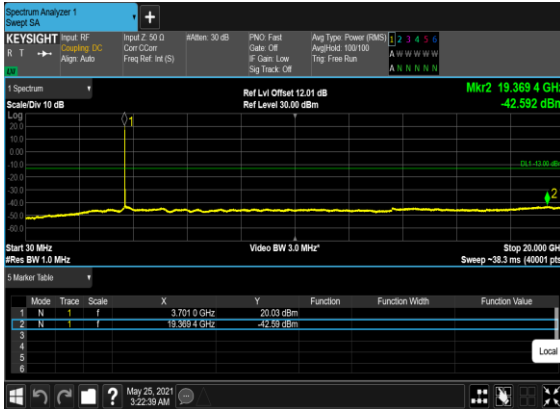 Spectrum Analyzer 1
Swept SA
+
KEYSIGHT Input: RF Input Z: 50 Ω #Atten: 30 dB PNO: Fast Avg Type: Power (RMS) 1 2 3 4 5 6
R T Coupling: DC Corr CCorr Gate: Off Avg|Hold: 100/100 A W W W W W
Align: Auto Freq Ref: Int (S) IF Gain: Low Trig: Free Run
Sig Track: Off A N N N N N
1 Spectrum Ref Lvl Offset 12.01 dB Mkr2 19.369 4 GHz
Scale/Div 10 dB Ref Level 30.00 dBm -42.592 dBm
Log
20.0
10.0
0.00
-10.0
DL1 -13.00 dBm
-20.0
-30.0
-40.0
-50.0
-60.0
1
2
Start 30 MHz Video BW 3.0 MHz* Stop 20.000 GHz
#Res BW 1.0 MHz Sweep ~38.3 ms (40001 pts)
5 Marker Table
Mode Trace Scale X Y Function Function Width Function Value
1 N 1 f 3.701 0 GHz 20.03 dBm
2 N 1 f 19.369 4 GHz -42.59 dBm
3
4
5
6
Local
? May 25, 2021
3:22:39 AM